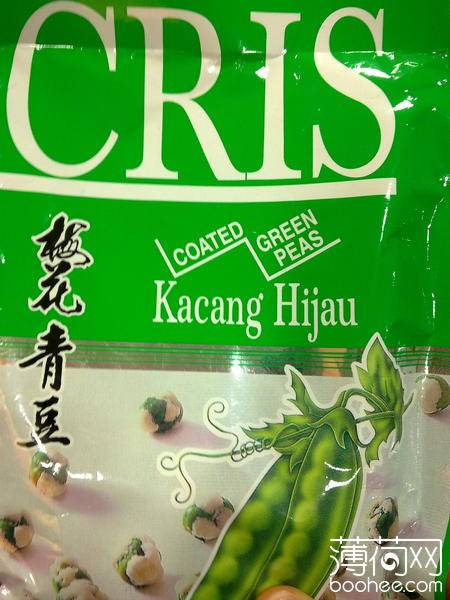 CRIS
COATED
GREEN
PEAS
Kacang Hijau
梅花青豆
薄荷网
boohee.com